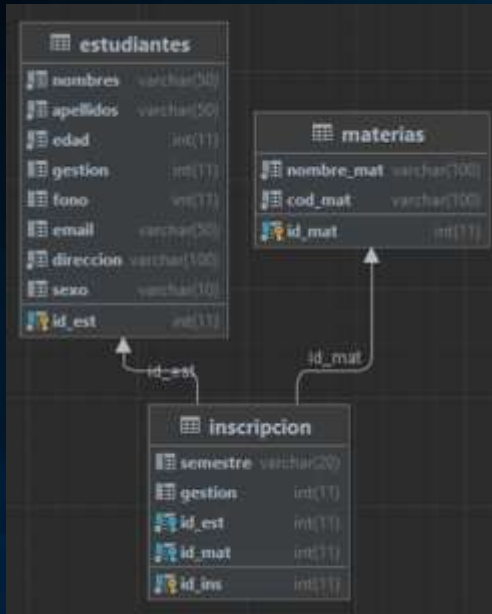 estudiantes
nombres varchar(50)
apellidos varchar(50)
edad int(11)
gestion int(11)
fono int(11)
email varchar(50)
direccion varchar(100)
sexo varchar(10)
id_est int(11)
materias
nombre_mat varchar(100)
cod_mat varchar(100)
id_mat int(11)
id_est
id_mat
inscripcion
semestre varchar(20)
gestion int(11)
id_est int(11)
id_mat int(11)
id_ins int(11)